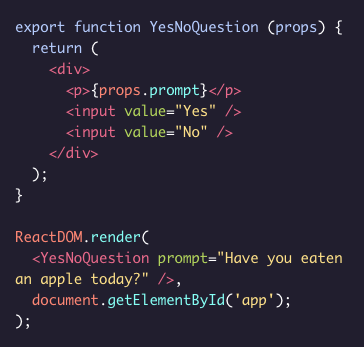 export function YesNoQuestion (props) {
  return (
    <div>
      <p>{props.prompt}</p>
      <input value="Yes" />
      <input value="No" />
    </div>
  );
}

ReactDOM.render(
  <YesNoQuestion prompt="Have you eaten
an apple today?" />,
  document.getElementById('app');
);